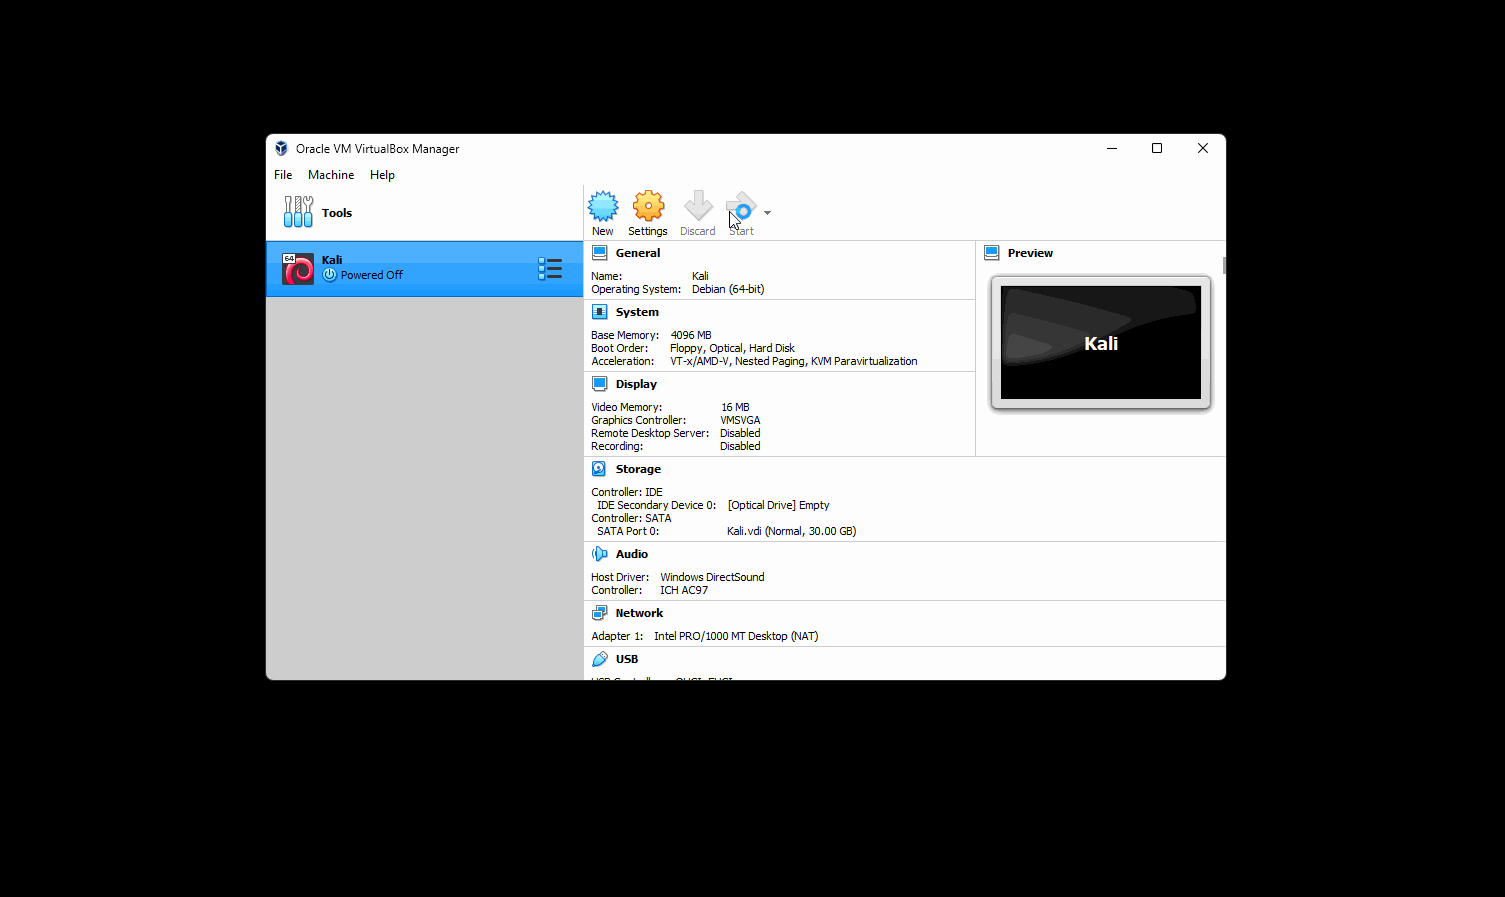 Oracle VM VirtualBox Manager
File Machine Help
Tools
New Settings Discard Start
64
Kali
Powered Off
General
Name: Kali
Operating System: Debian (64-bit)
System
Base Memory: 4096 MB
Boot Order: Floppy, Optical, Hard Disk
Acceleration: VT-x/AMD-V, Nested Paging, KVM Paravirtualization
Display
Video Memory: 16 MB
Graphics Controller: VMSVGA
Remote Desktop Server: Disabled
Recording: Disabled
Preview
Kali
Storage
Controller: IDE
IDE Secondary Device 0: [Optical Drive] Empty
Controller: SATA
SATA Port 0: Kali.vdi (Normal, 30.00 GB)
Audio
Host Driver: Windows DirectSound
Controller: ICH AC97
Network
Adapter 1: Intel PRO/1000 MT Desktop (NAT)
USB